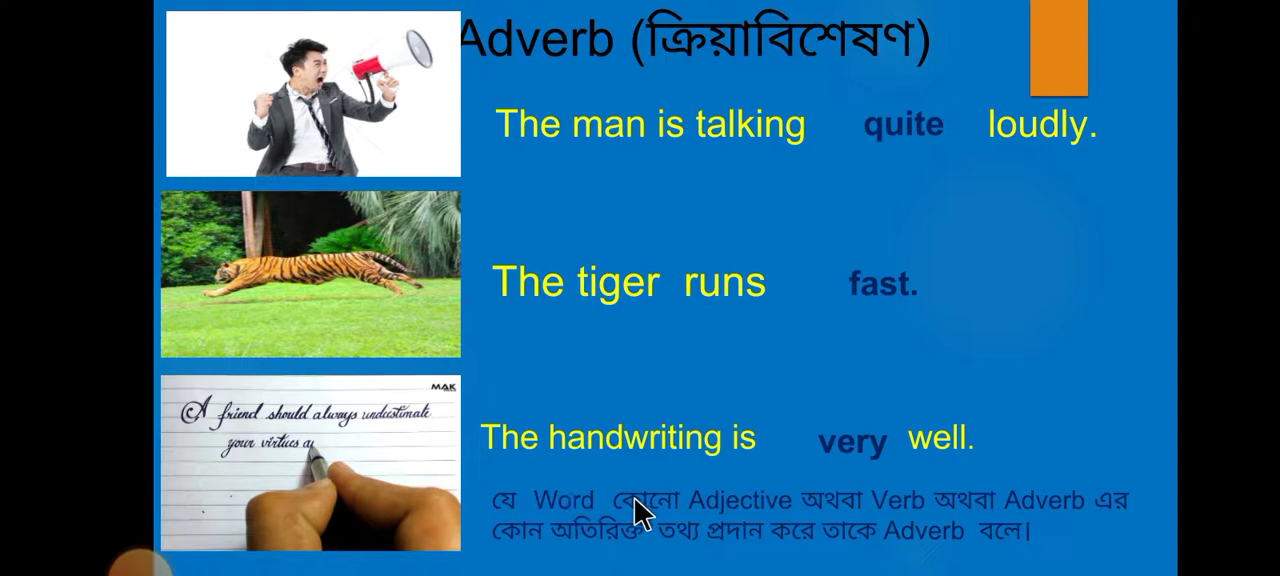 Adverb (ক্রিয়াবিশেষণ)
The man is talking quite loudly.
The tiger runs fast.
MAK
A friend should always undestimate
your virtues a
The handwriting is very well.
যে Word কোনো Adjective অথবা Verb অথবা Adverb এর
কোন অতিরিক্ত তথ্য প্রদান করে তাকে Adverb বলে।